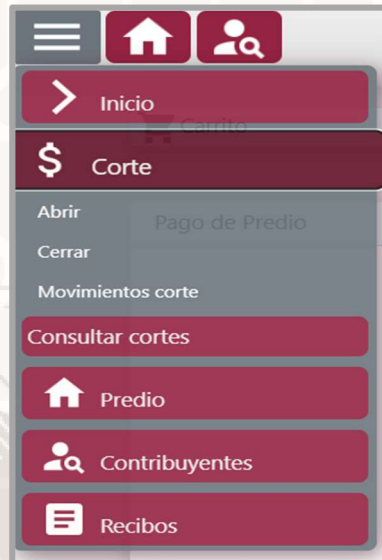 Inicio
Carrito
$ Corte
Abrir
Pago de Predio
Cerrar
Movimientos corte
Consultar cortes
Predio
Contribuyentes
Recibos